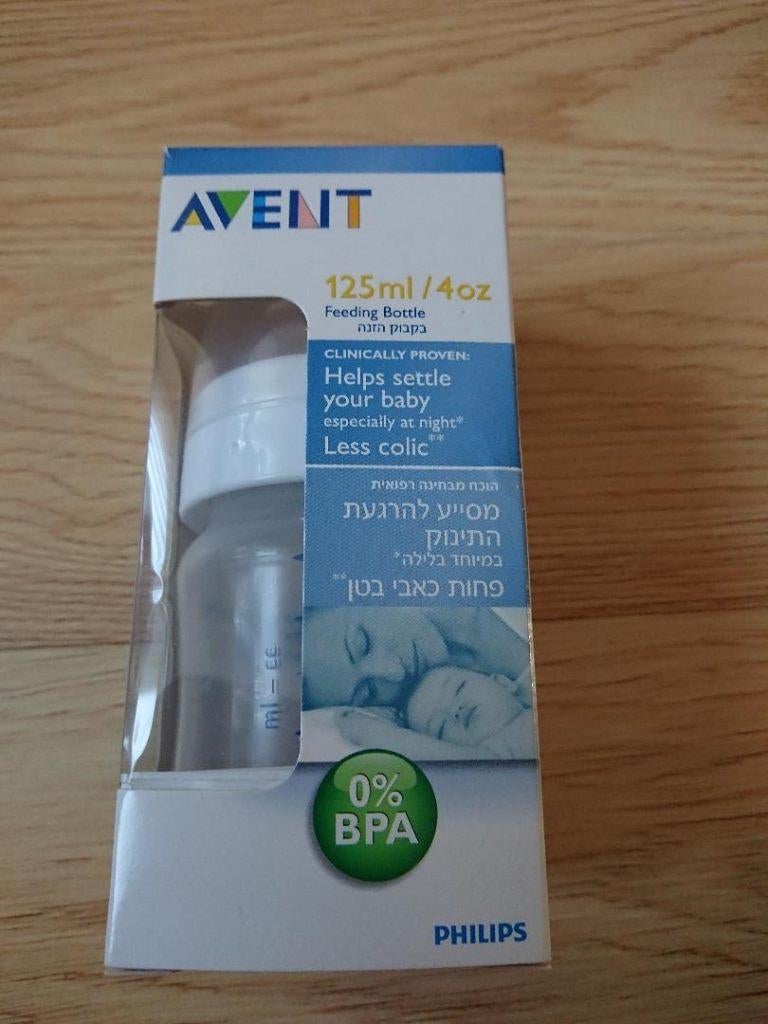 AVENT
125ml / 4oz
Feeding Bottle
בקבוק הזנה
CLINICALLY PROVEN:
Helps settle
your baby
especially at night*
Less colic**
הוכח מבחינה רפואית
מסייע להרגעת
התינוק
במיוחד בלילה*
פחות כאבי בטן**
ml –
0%
BPA
PHILIPS